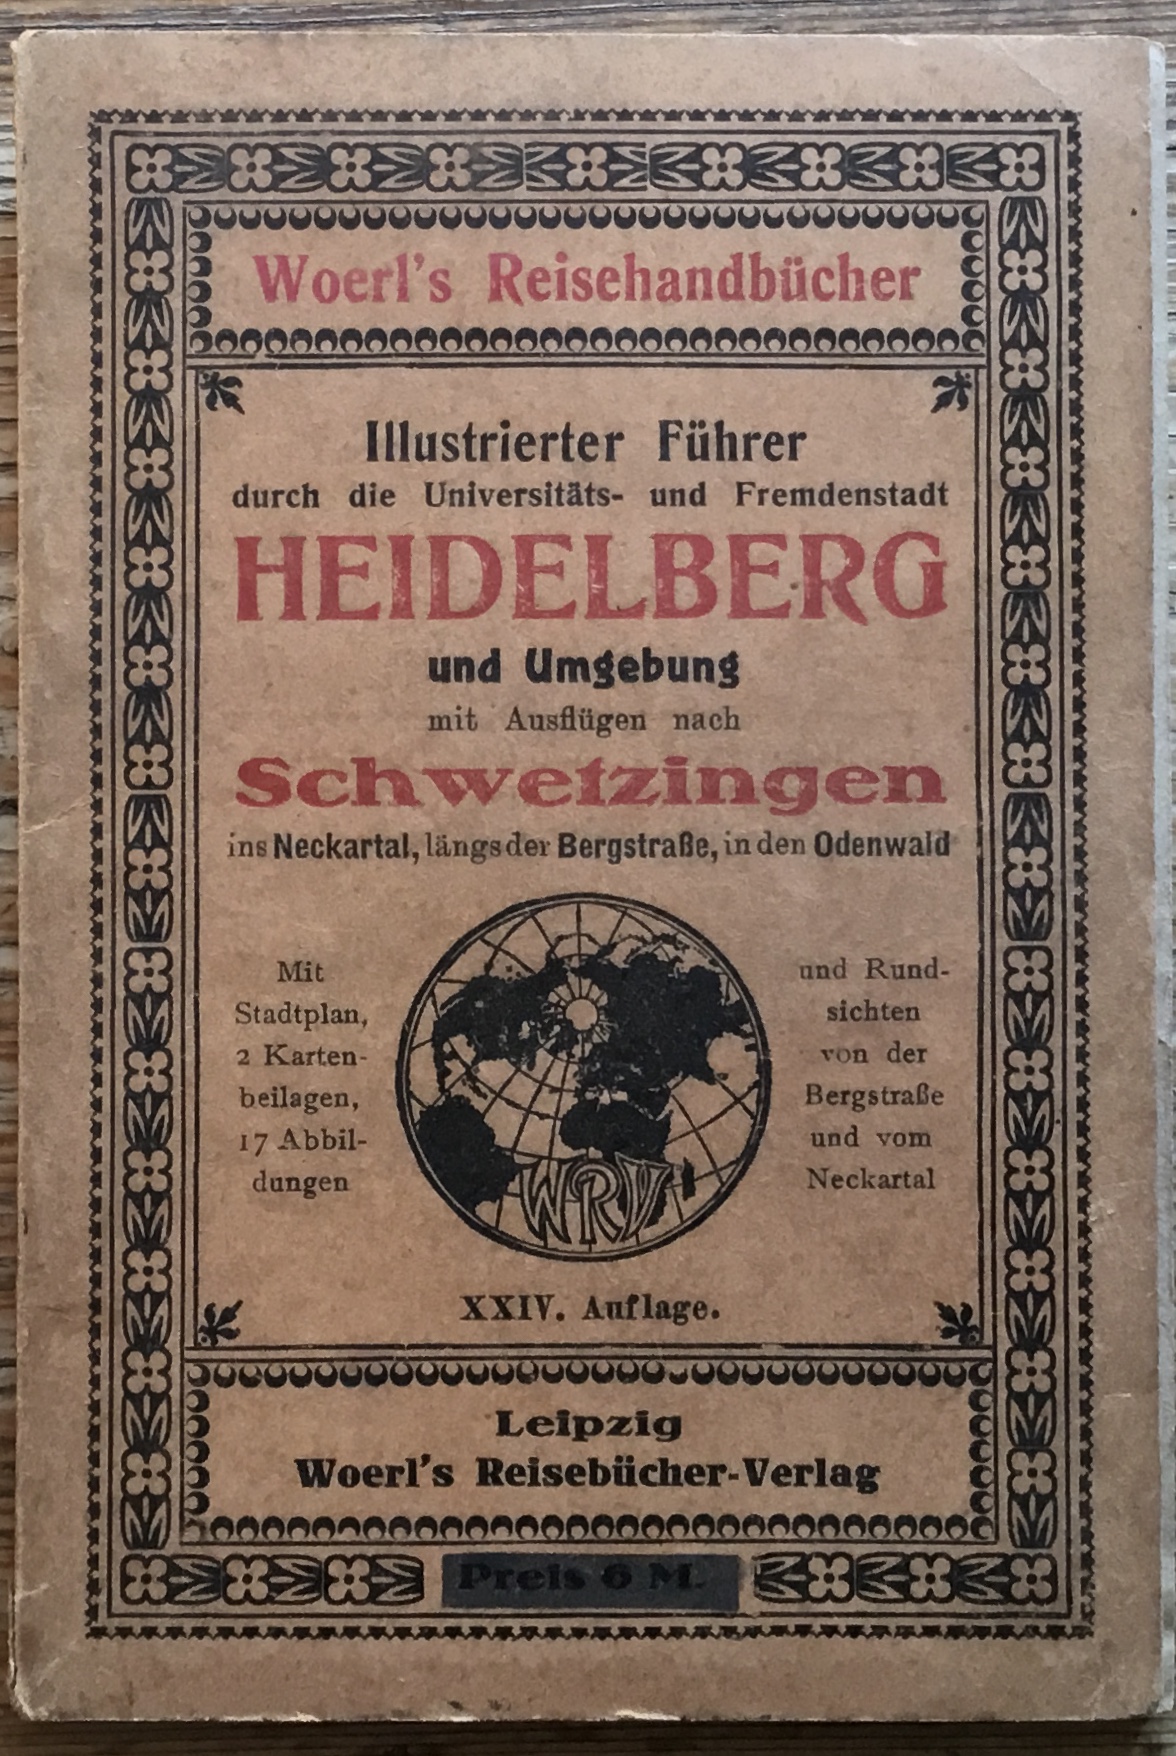 Woerl's Reisehandbücher
Illustrierter Führer
durch die Universitäts- und Fremdenstadt
HEIDELBERG
und Umgebung
mit Ausflügen nach
Schwetzingen
ins Neckartal, längs der Bergstraße, in den Odenwald
Mit
Stadtplan,
2 Karten-
beilagen,
17 Abbil-
dungen
und Rund-
sichten
von der
Bergstraße
und vom
Neckartal
WRV
XXIV. Auflage.
Leipzig
Woerl's Reisebücher-Verlag
Preis 6 M.